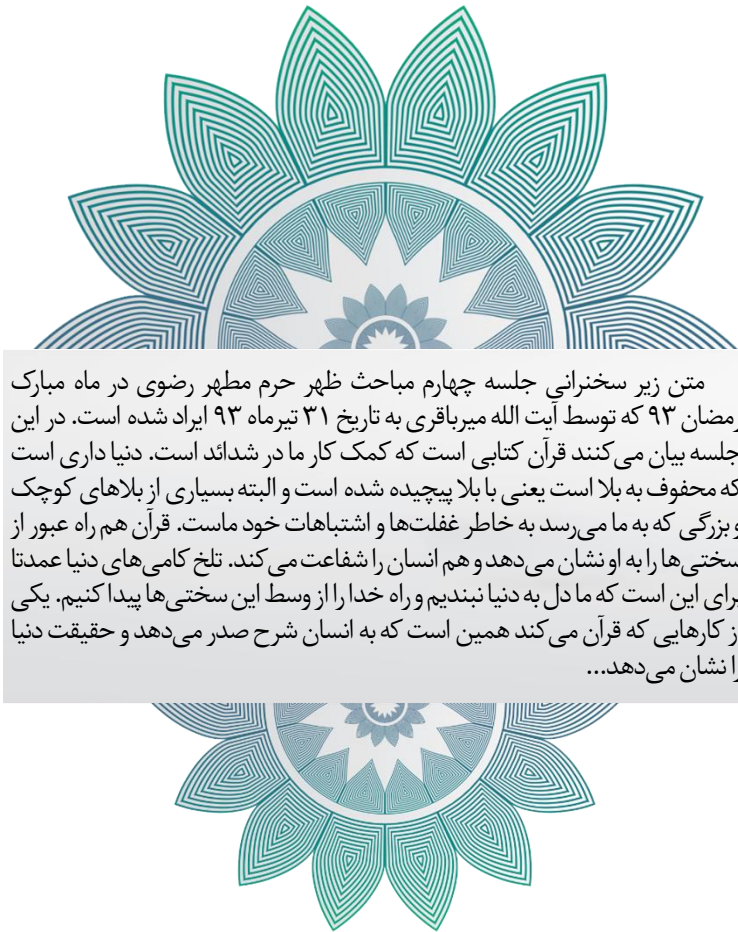 متن زیر سخنرانی جلسه چهارم مباحث ظهر حرم مطهر رضوی در ماه مبارک
رمضان ۹۳ که توسط آیت الله میرباقری به تاریخ ۳۱ تیرماه ۹۳ ایراد شده است. در این
جلسه بیان می‌کنند قرآن کتابی است که کمک کار ما در شدائد است. دنیا داری است
که محفوف به بلا است یعنی با بلا پیچیده شده است و البته بسیاری از بلاهای کوچک
و بزرگی که به ما می‌رسد به خاطر غفلت‌ها و اشتباهات خود ماست. قرآن هم راه عبور از
سختی‌ها را به او نشان می‌دهد و هم انسان را شفاعت می‌کند. تلخ کامی‌های دنیا عمدتا
برای این است که ما دل به دنیا نبندیم و راه خدا را از وسط این سختی‌ها پیدا کنیم. یکی
از کارهایی که قرآن می‌کند همین است که به انسان شرح صدر می‌دهد و حقیقت دنیا
را نشان می‌دهد...